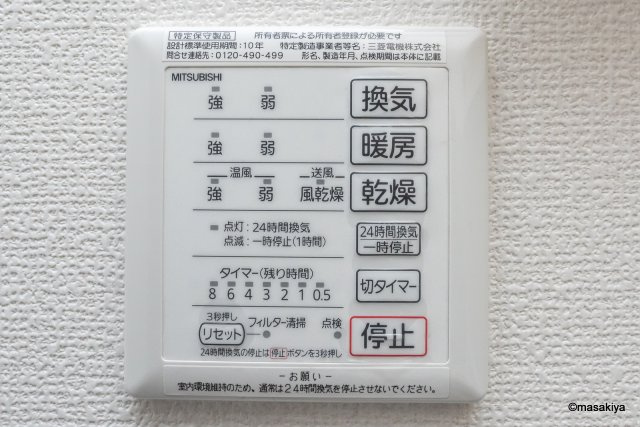 特定保守製品 所有者票による所有者登録が必要です
設計標準使用期間:10年 特定製造事業者等名:三菱電機株式会社
問合せ連絡先:0120-490-499 形名、製造年月、点検期間は本体に記載
MITSUBISHI
強 弱 換気
強 弱 暖房
温風 送風
強 弱 風乾燥 乾燥
点灯:24時間換気
点滅:一時停止(1時間)
24時間換気
一時停止
タイマー(残り時間)
8 6 4 3 2 1 0.5
切タイマー
3秒押し
リセット フィルター清掃 点検
停止
24時間換気の停止は停止ボタンを3秒押し
-お願い-
室内環境維持のため、通常は24時間換気を停止させないでください。
©masakiya